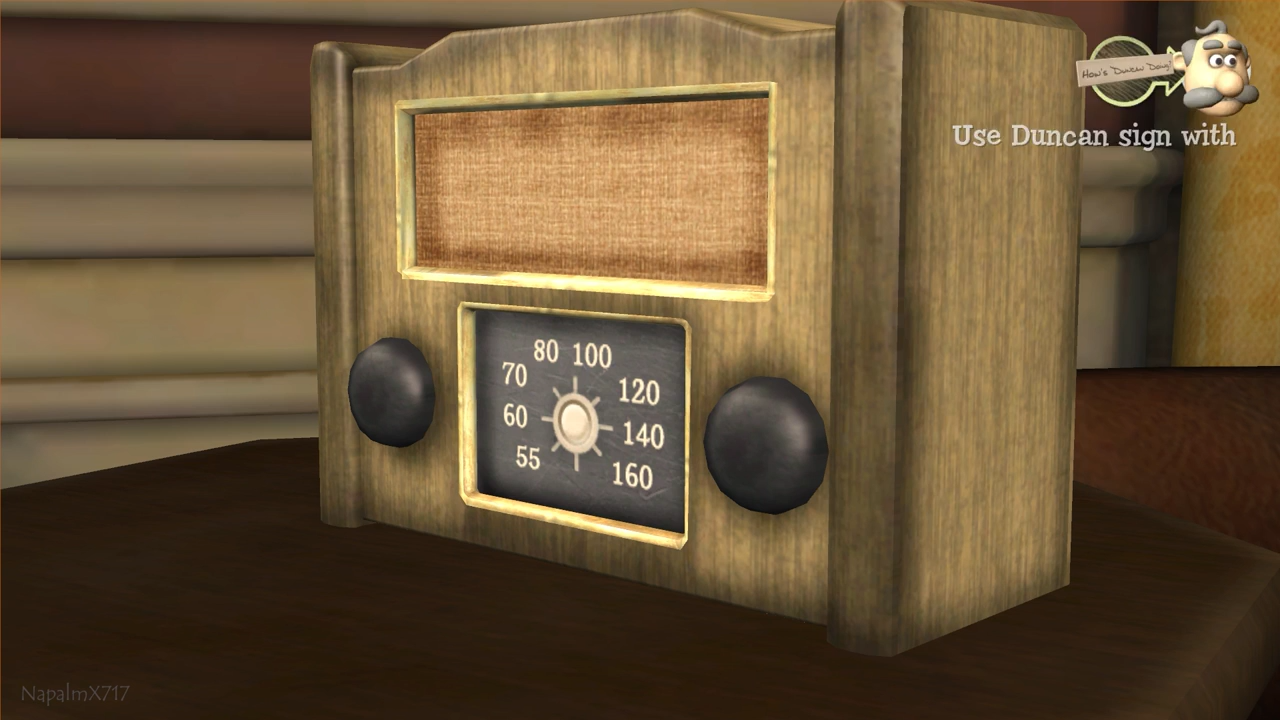 How's Duncan Doing?
Use Duncan sign with
80 100
70 120
60 140
55 160
NapalmX717